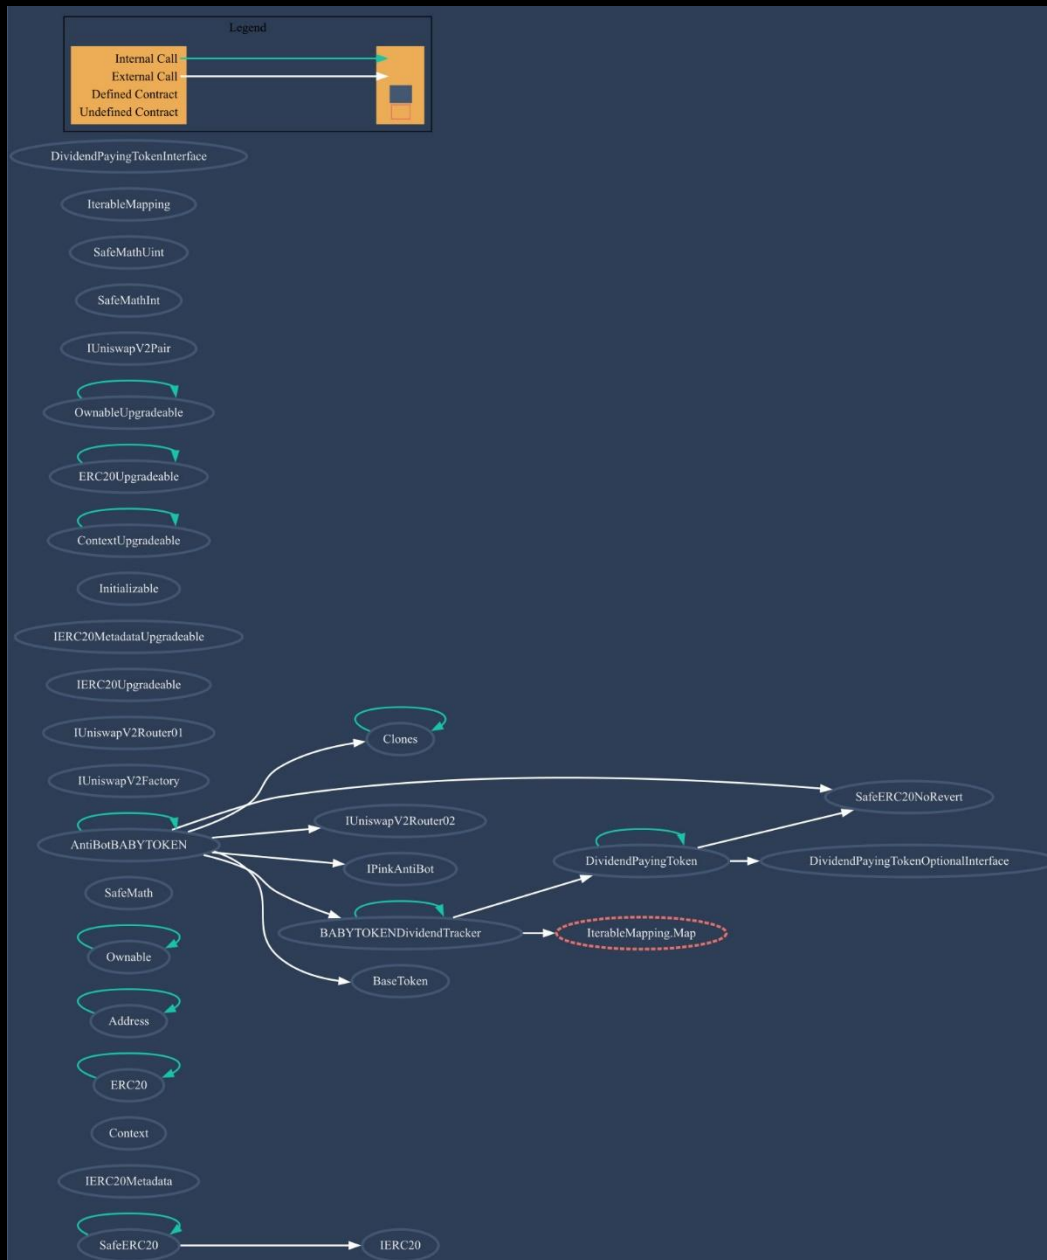 Legend
Internal Call
External Call
Defined Contract
Undefined Contract
DividendPayingTokenInterface
IterableMapping
SafeMathUint
SafeMathInt
IUniswapV2Pair
OwnableUpgradeable
ERC20Upgradeable
ContextUpgradeable
Initializable
IERC20MetadataUpgradeable
IERC20Upgradeable
IUniswapV2Router01
Clones
IUniswapV2Factory
SafeERC20NoRevert
IUniswapV2Router02
AntiBotBABYTOKEN
DividendPayingToken
DividendPayingTokenOptionalInterface
IPinkAntiBot
SafeMath
BABYTOKENDividendTracker
IterableMapping.Map
Ownable
BaseToken
Address
ERC20
Context
IERC20Metadata
SafeERC20
IERC20